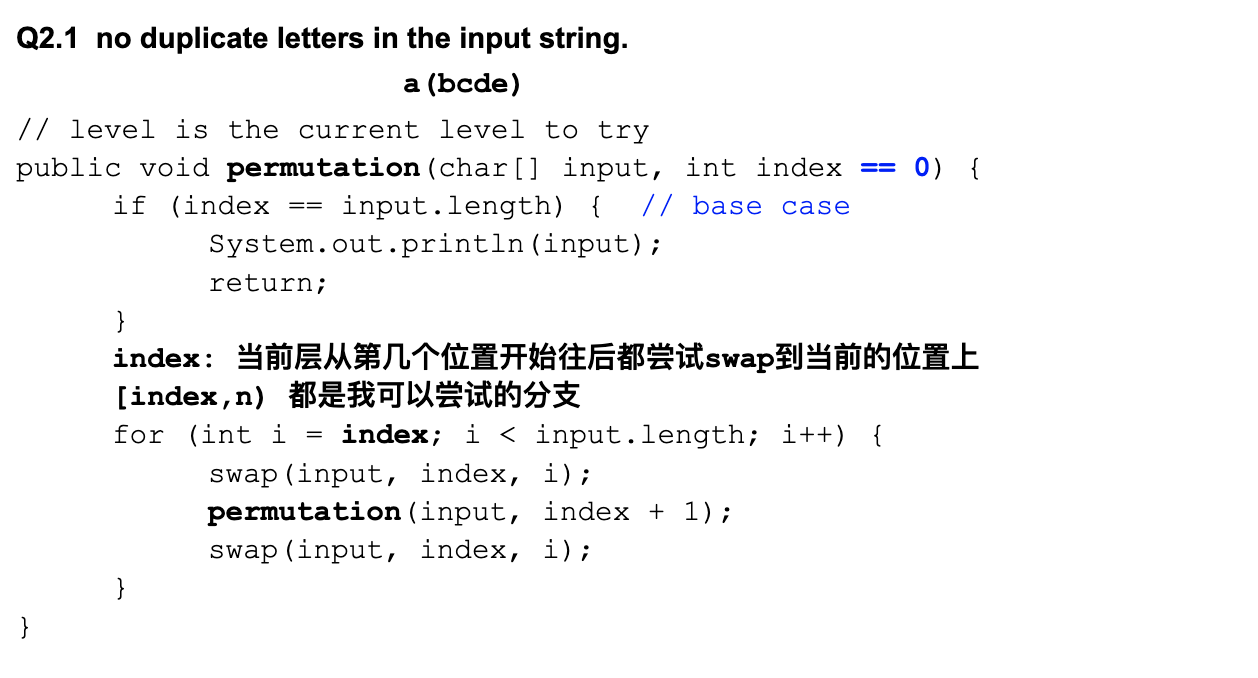 Q2.1 no duplicate letters in the input string.
a(bcde)
// level is the current level to try
public void permutation(char[] input, int index == 0) {
if (index == input.length) { // base case
System.out.println(input);
return;
}
index: 当前层从第几个位置开始往后都尝试swap到当前的位置上
[index,n) 都是我可以尝试的分支
for (int i = index; i < input.length; i++) {
swap(input, index, i);
permutation(input, index + 1);
swap(input, index, i);
}
}